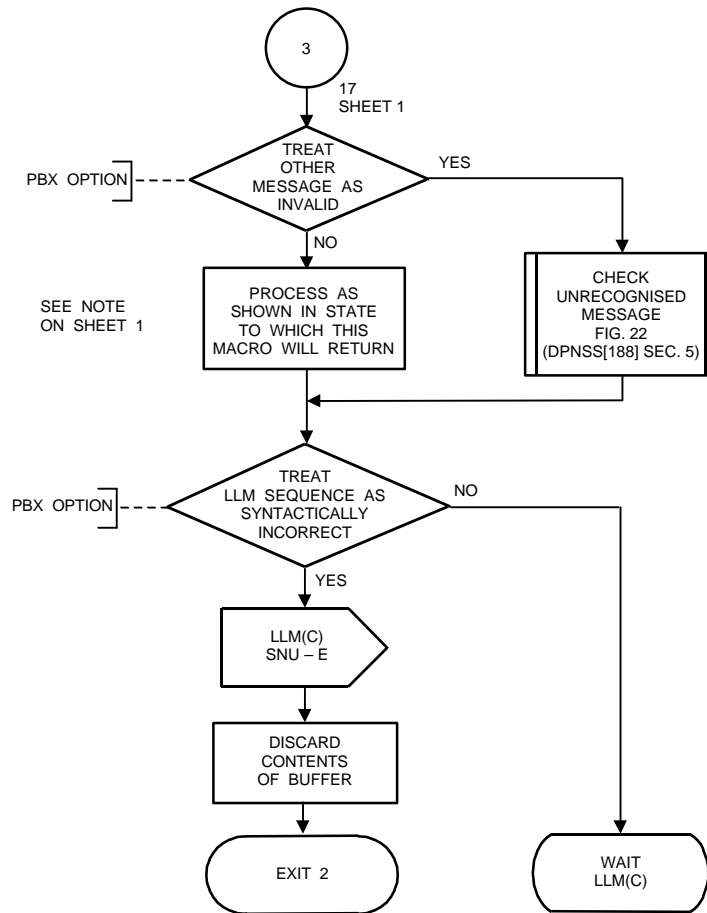 3
17
SHEET 1
TREAT
OTHER
MESSAGE AS
INVALID
YES
PBX OPTION
NO
PROCESS AS
SHOWN IN STATE
TO WHICH THIS
MACRO WILL RETURN
CHECK
UNRECOGNISED
MESSAGE
FIG. 22
(DPNSS[188] SEC. 5)
SEE NOTE
ON SHEET 1
TREAT
LLM SEQUENCE AS
SYNTACTICALLY
INCORRECT
NO
PBX OPTION
YES
LLM(C)
SNU – E
DISCARD
CONTENTS
OF BUFFER
EXIT 2
WAIT
LLM(C)